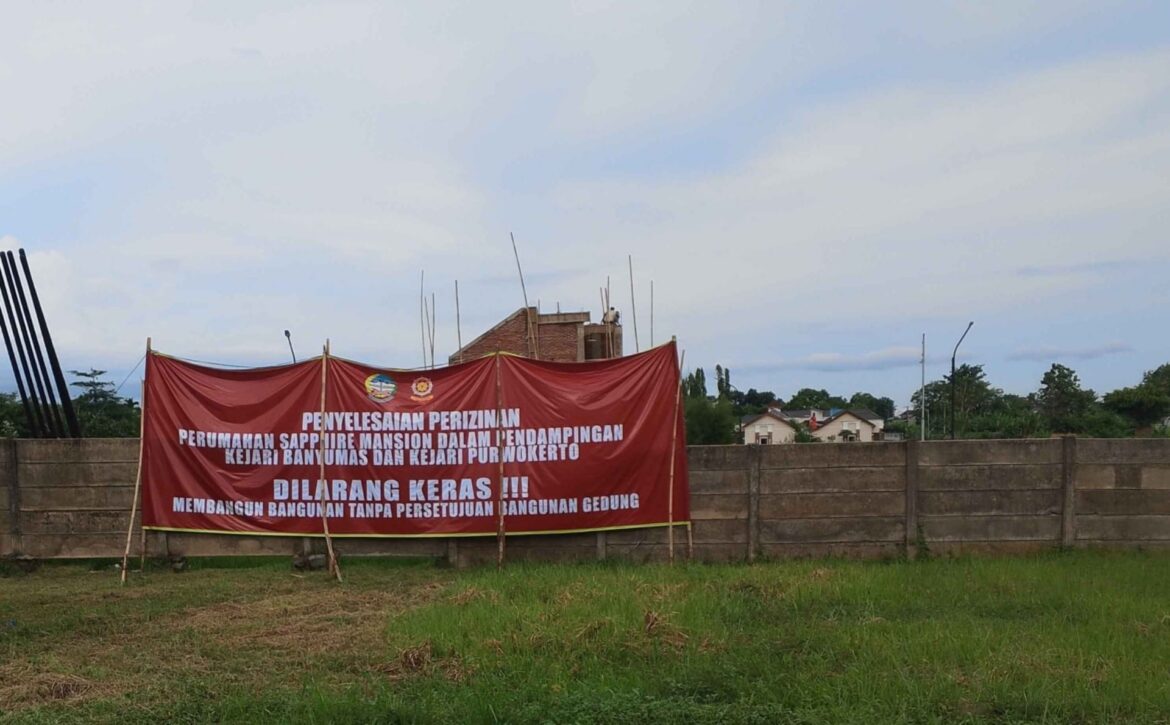 PENYELESAIAN PERIZINAN
PERUMAHAN SAPPHIRE MANSION DALAM PENDAMPINGAN
KEJARI BANYUMAS DAN KEJARI PURWOKERTO
DILARANG KERAS !!!
MEMBANGUN BANGUNAN TANPA PERSETUJUAN BANGUNAN GEDUNG